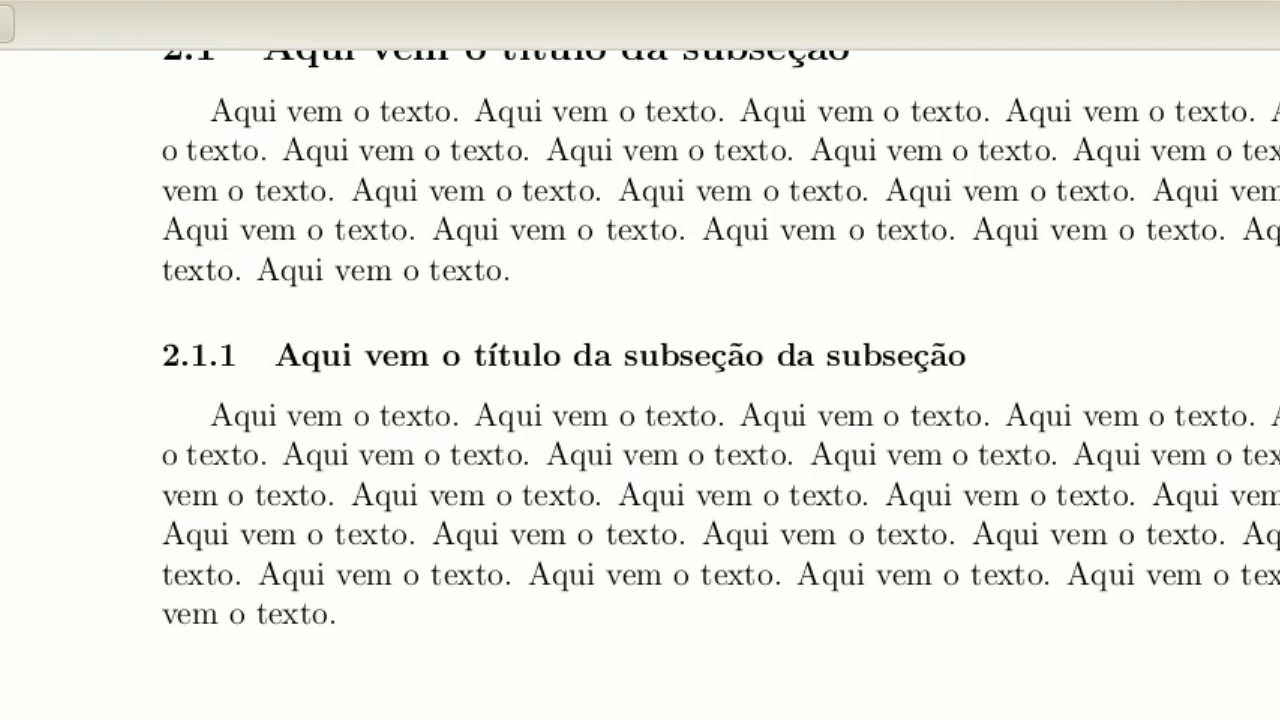 2.1 Aqui vem o título da subseção
Aqui vem o texto. Aqui vem o texto. Aqui vem o texto. Aqui vem o texto.
o texto. Aqui vem o texto. Aqui vem o texto. Aqui vem o texto. Aqui vem o
vem o texto. Aqui vem o texto. Aqui vem o texto. Aqui vem o texto. Aqui
Aqui vem o texto. Aqui vem o texto. Aqui vem o texto. Aqui vem o texto.
texto. Aqui vem o texto.
2.1.1 Aqui vem o título da subseção da subseção
Aqui vem o texto. Aqui vem o texto. Aqui vem o texto. Aqui vem o texto.
o texto. Aqui vem o texto. Aqui vem o texto. Aqui vem o texto. Aqui vem o
vem o texto. Aqui vem o texto. Aqui vem o texto. Aqui vem o texto. Aqui
Aqui vem o texto. Aqui vem o texto. Aqui vem o texto. Aqui vem o texto.
texto. Aqui vem o texto. Aqui vem o texto. Aqui vem o texto. Aqui vem o
vem o texto.